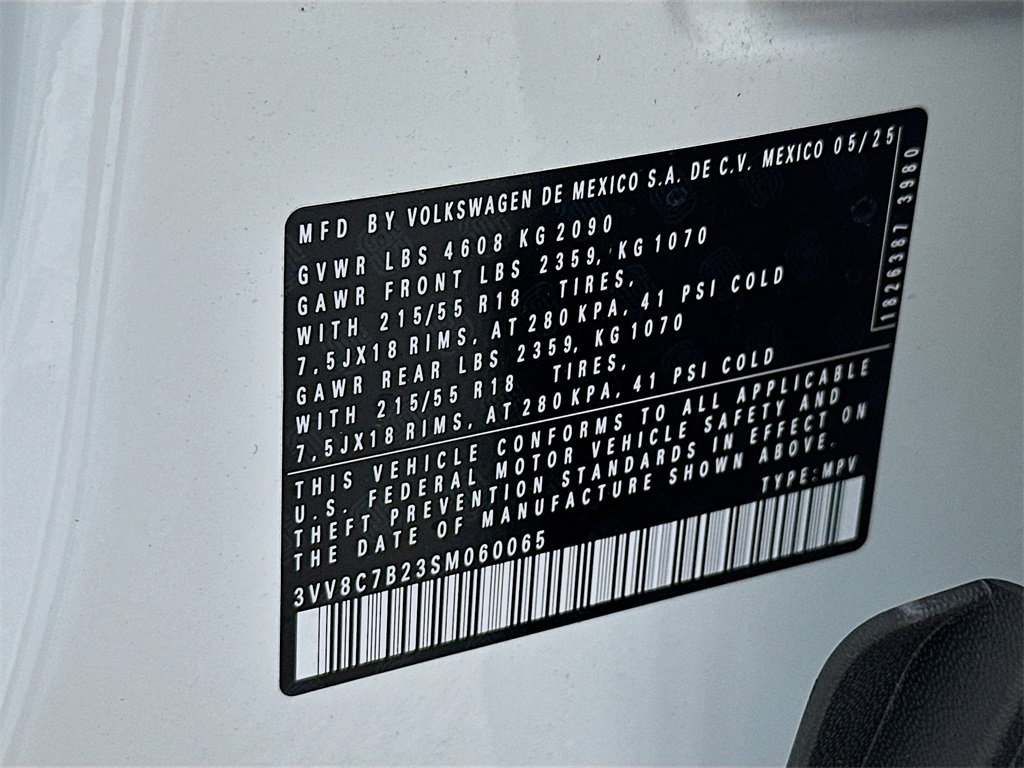 MFD BY VOLKSWAGEN DE MEXICO S.A. DE C.V. MEXICO 05/25
GVWR LBS 4608 KG 2090
GAWR FRONT LBS 2359, KG 1070
WITH 215/55 R18 TIRES,
7,5JX18 RIMS, AT 280 KPA, 41 PSI COLD
GAWR REAR LBS 2359, KG 1070
WITH 215/55 R18 TIRES,
7,5JX18 RIMS, AT 280 KPA, 41 PSI COLD
1826387 3980
THIS VEHICLE CONFORMS TO ALL APPLICABLE
U.S. FEDERAL MOTOR VEHICLE SAFETY AND
THEFT PREVENTION STANDARDS IN EFFECT ON
THE DATE OF MANUFACTURE SHOWN ABOVE.
TYPE: MPV
3VV8C7B23SM060065